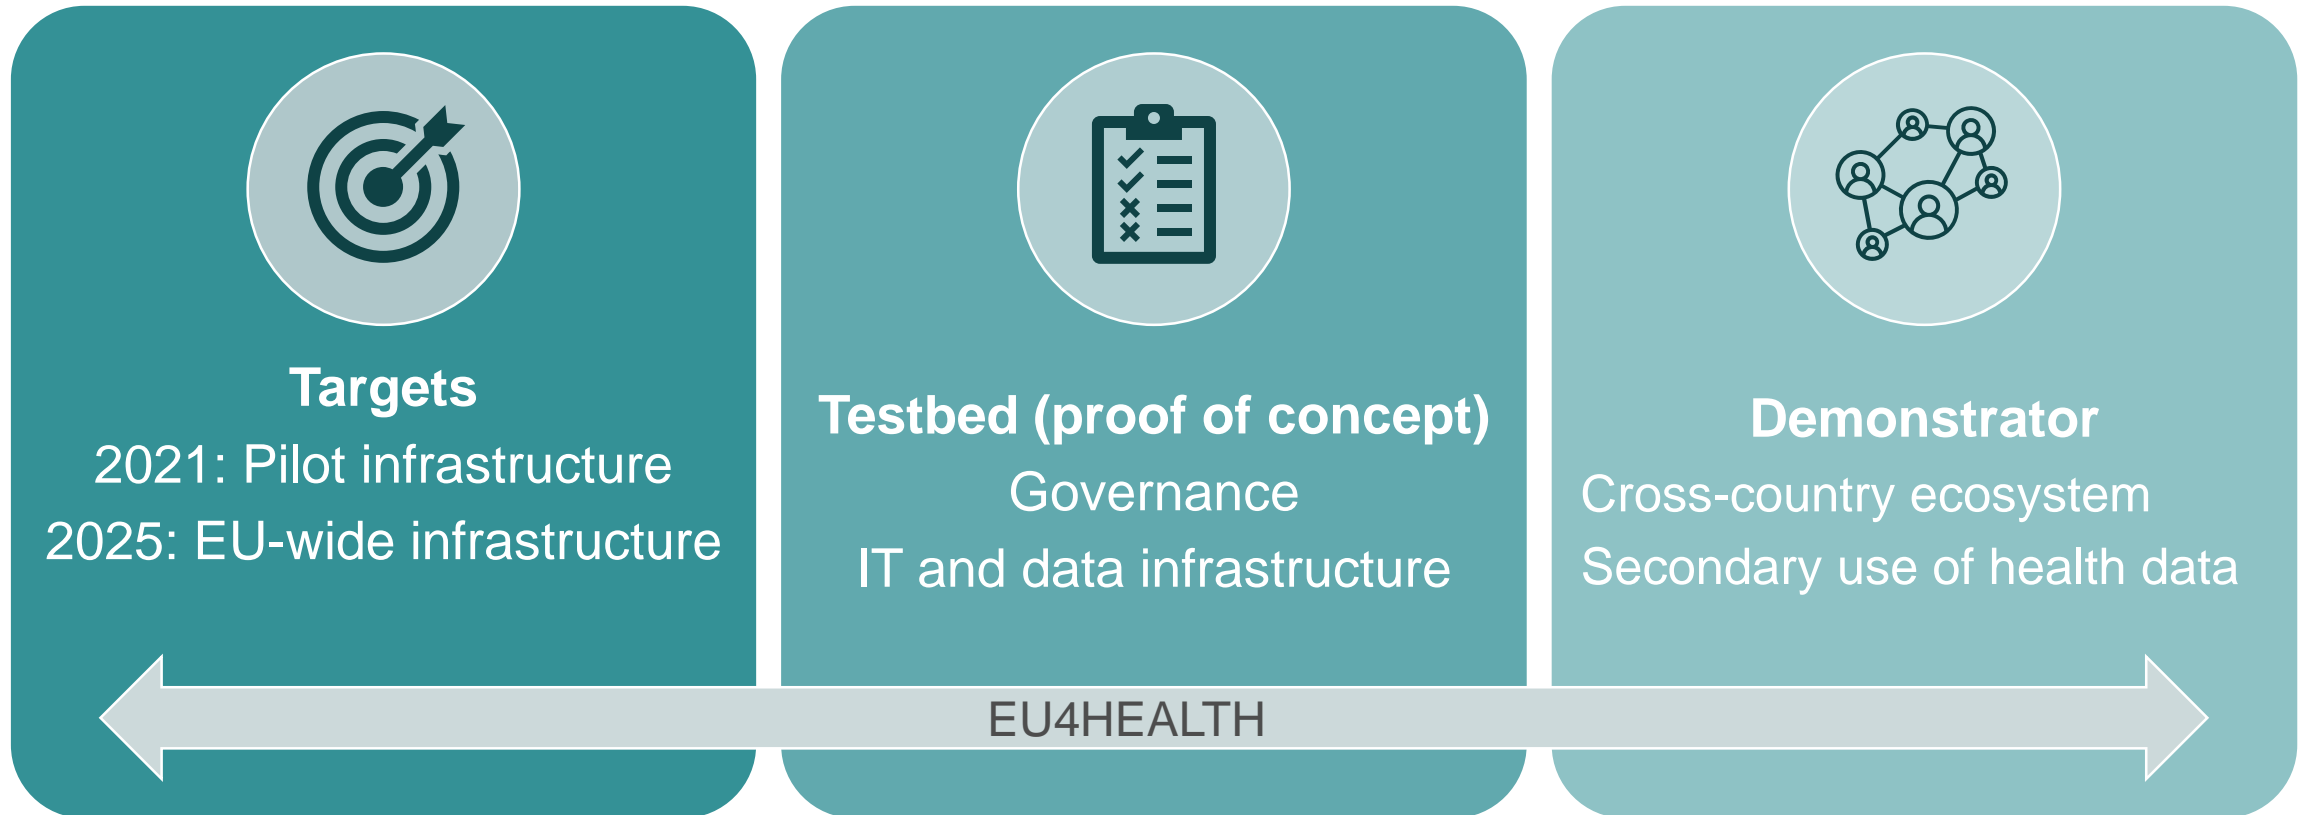 Targets
2021: Pilot infrastructure
2025: EU-wide infrastructure
Testbed (proof of concept)
Governance
IT and data infrastructure
Demonstrator
Cross-country ecosystem
Secondary use of health data
EU4HEALTH